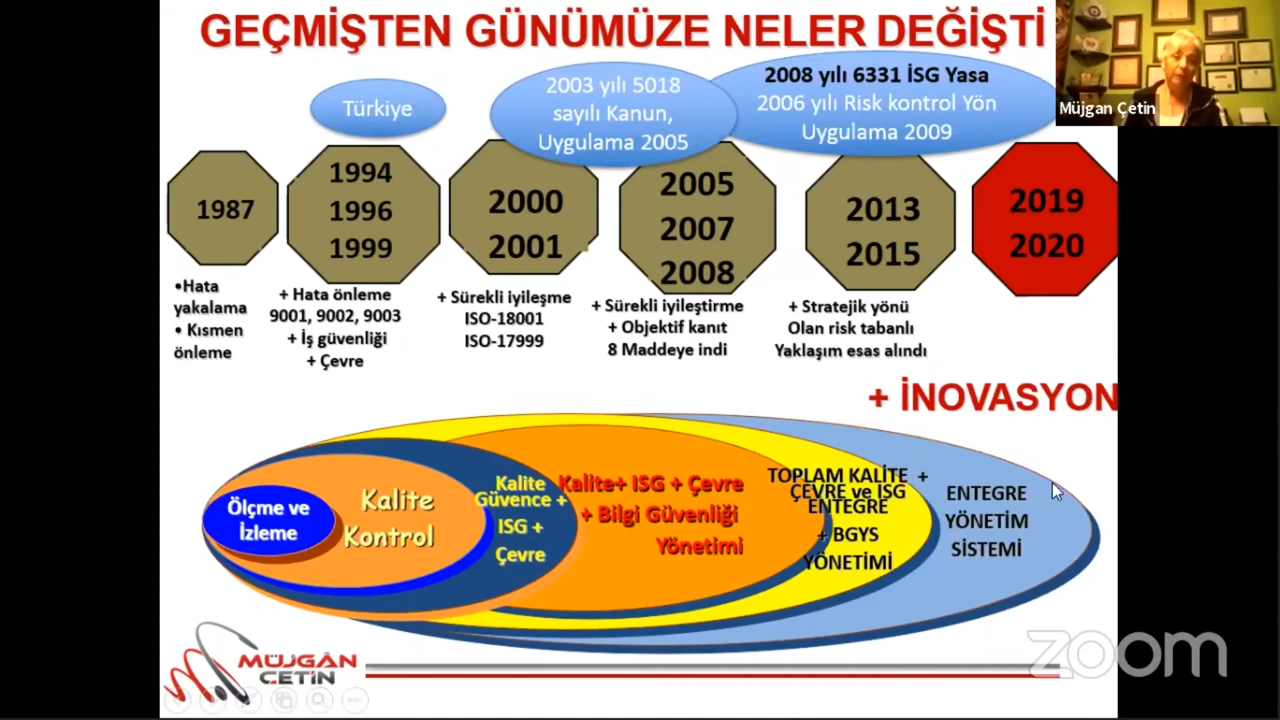 GEÇMİŞTEN GÜNÜMÜZE NELER DEĞİŞTİ
Türkiye
2003 yılı 5018
sayılı Kanun,
Uygulama 2005
2008 yılı 6331 İSG Yasa
2006 yılı Risk kontrol Yön
Uygulama 2009
Müjgan Çetin
1987
1994
1996
1999
2000
2001
2005
2007
2008
2013
2015
2019
2020
•Hata
yakalama
• Kısmen
önleme
+ Hata önleme
9001, 9002, 9003
+ İş güvenliği
+ Çevre
+ Sürekli iyileşme
ISO-18001
ISO-17999
+ Sürekli iyileştirme
+ Objektif kanıt
8 Maddeye indi
+ Stratejik yönü
Olan risk tabanlı
Yaklaşım esas alındı
+ İNOVASYON
Ölçme ve
İzleme
Kalite
Kontrol
Kalite
Güvence +
ISG +
Çevre
Kalite+ ISG + Çevre
+ Bilgi Güvenliği
Yönetimi
TOPLAM KALİTE +
ÇEVRE ve ISG
ENTEGRE
+ BGYS
YÖNETİMİ
ENTEGRE
YÖNETİM
SİSTEMİ
MÜJGÂN
ÇETİN
zoom